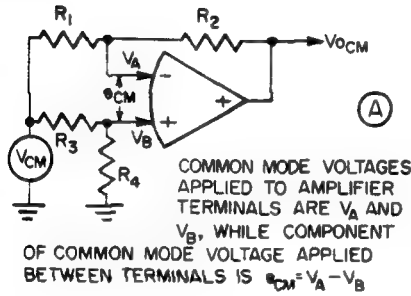 R1
R2
VOCM
VA
-
eCM
+
+
A
R3
VB
VCM
R4
COMMON MODE VOLTAGES
APPLIED TO AMPLIFIER
TERMINALS ARE VA AND
VB, WHILE COMPONENT
OF COMMON MODE VOLTAGE APPLIED
BETWEEN TERMINALS IS eCM=VA-VB